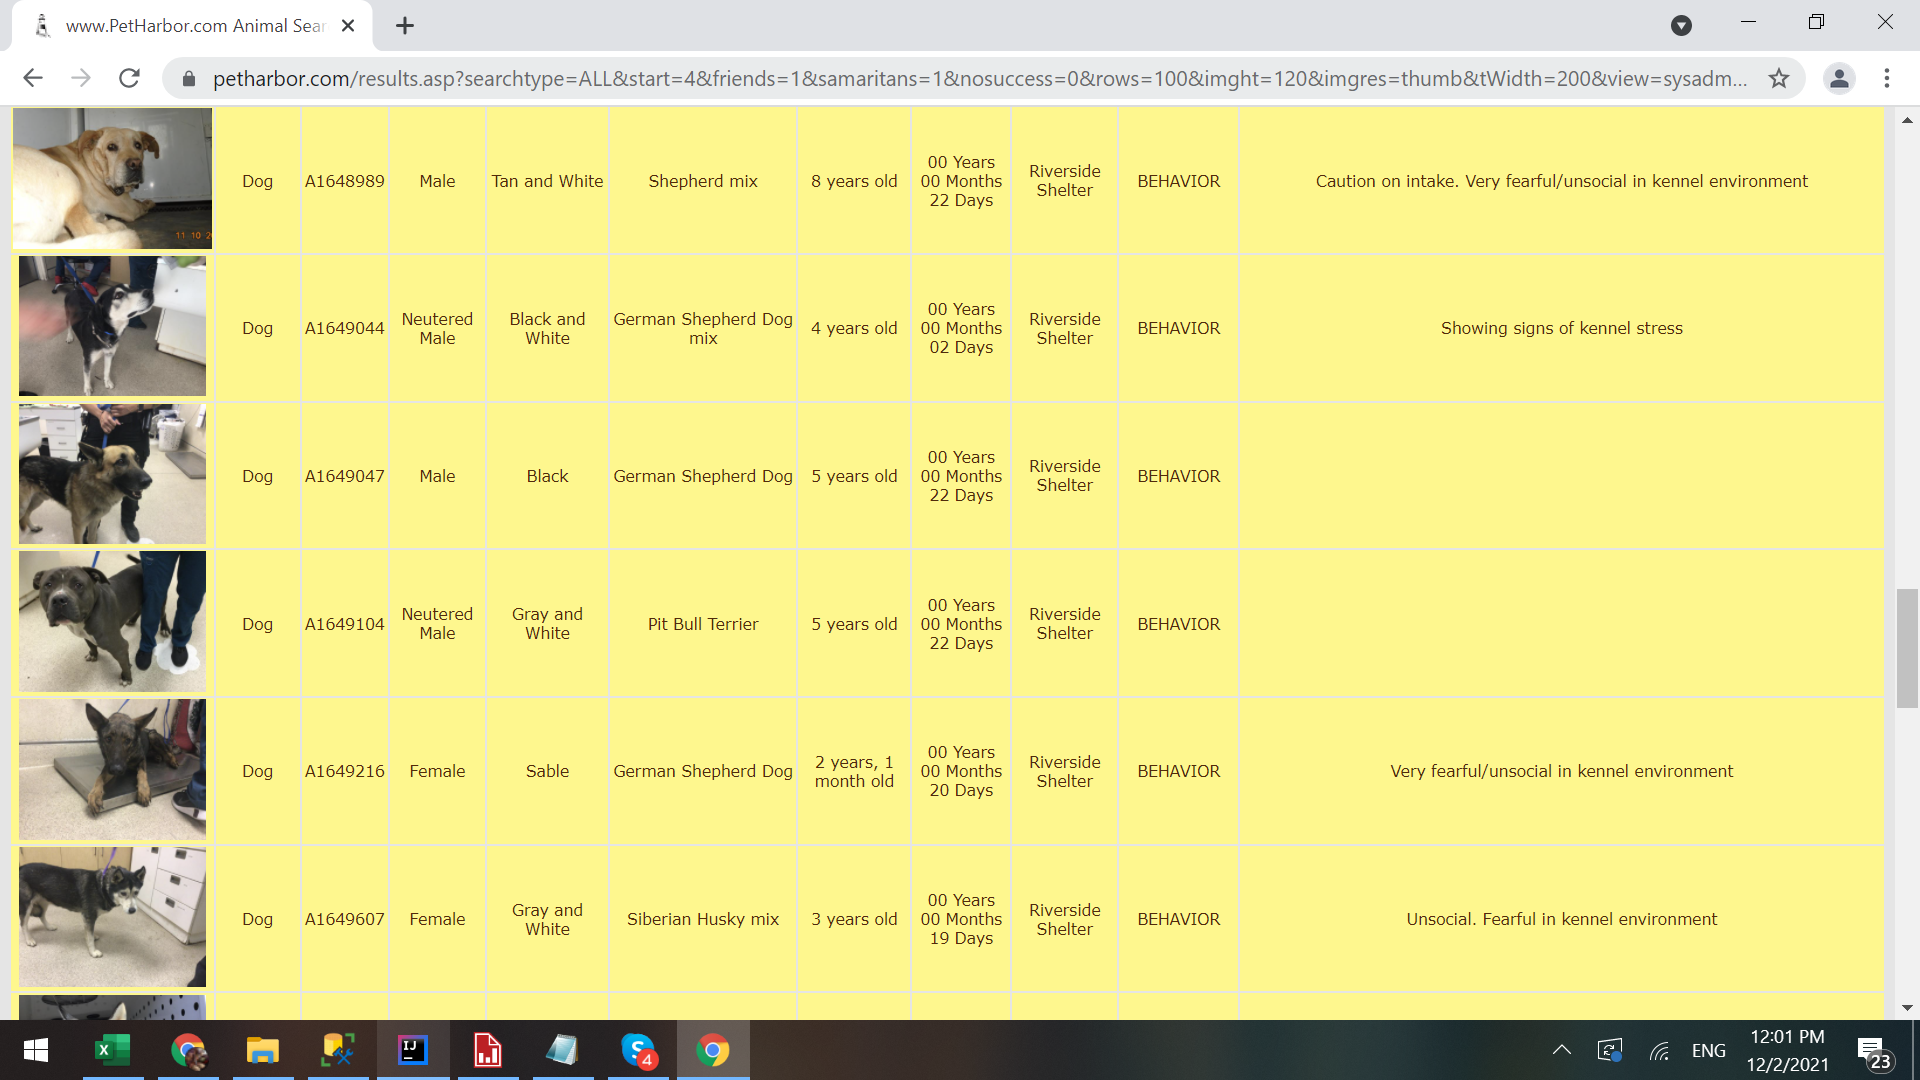 www.PetHarbor.com Animal Sear
petharbor.com/results.asp?searchtype=ALL&start=4&friends=1&samaritans=1&nosuccess=0&rows=100&imght=120&imgres=thumb&tWidth=200&view=sysadm...
11 10 2
Dog
A1648989
Male
Tan and White
Shepherd mix
8 years old
00 Years
00 Months
22 Days
Riverside
Shelter
BEHAVIOR
Caution on intake. Very fearful/unsocial in kennel environment
Dog
A1649044
Neutered
Male
Black and
White
German Shepherd Dog
mix
4 years old
00 Years
00 Months
02 Days
Riverside
Shelter
BEHAVIOR
Showing signs of kennel stress
Dog
A1649047
Male
Black
German Shepherd Dog
5 years old
00 Years
00 Months
22 Days
Riverside
Shelter
BEHAVIOR
Dog
A1649104
Neutered
Male
Gray and
White
Pit Bull Terrier
5 years old
00 Years
00 Months
22 Days
Riverside
Shelter
BEHAVIOR
Dog
A1649216
Female
Sable
German Shepherd Dog
2 years, 1
month old
00 Years
00 Months
20 Days
Riverside
Shelter
BEHAVIOR
Very fearful/unsocial in kennel environment
Dog
A1649607
Female
Gray and
White
Siberian Husky mix
3 years old
00 Years
00 Months
19 Days
Riverside
Shelter
BEHAVIOR
Unsocial. Fearful in kennel environment
X
IJ
S
4
ENG
12:01 PM
12/2/2021
23